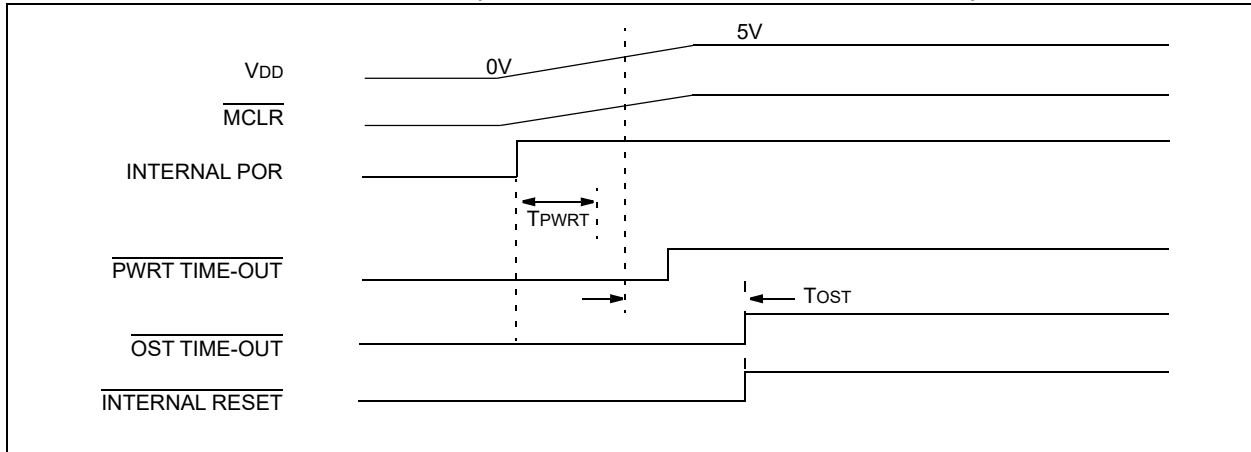 5V
VDD
0V
MCLR
INTERNAL POR
TPWRT
PWRT TIME-OUT
TOST
OST TIME-OUT
INTERNAL RESET